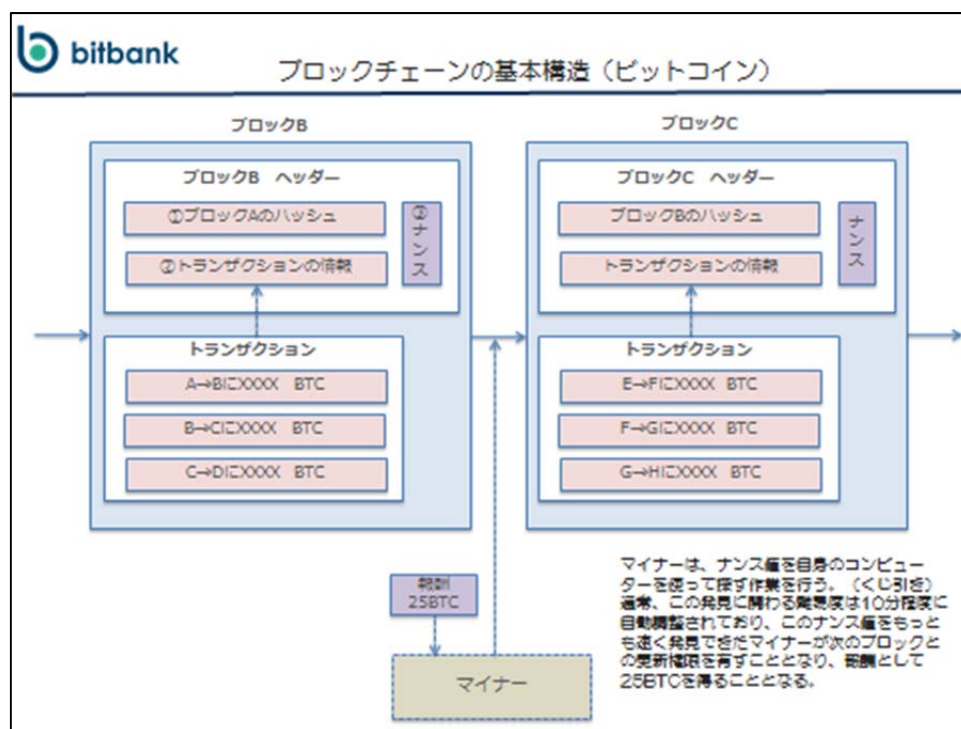 bitbank
ブロックチェーンの基本構造（ビットコイン）
ブロックB
ブロックB ヘッダー
①ブロックAのハッシュ
②トランザクションの情報
③ナンス
トランザクション
A→BにXXXX BTC
B→CにXXXX BTC
C→DにXXXX BTC
ブロックC
ブロックC ヘッダー
ブロックBのハッシュ
トランザクションの情報
ナンス
トランザクション
E→FにXXXX BTC
F→GにXXXX BTC
G→HにXXXX BTC
報酬
25BTC
マイナー
マイナーは、ナンス値を自身のコンピュー
ターを使って探す作業を行う。（くじ引き）
通常、この発見に関わる難易度は10分程度に
自動調整されており、このナンス値をもっと
も速く発見できたマイナーが次のブロックと
の更新権限を有すこととなり、報酬として
25BTCを得ることとなる。